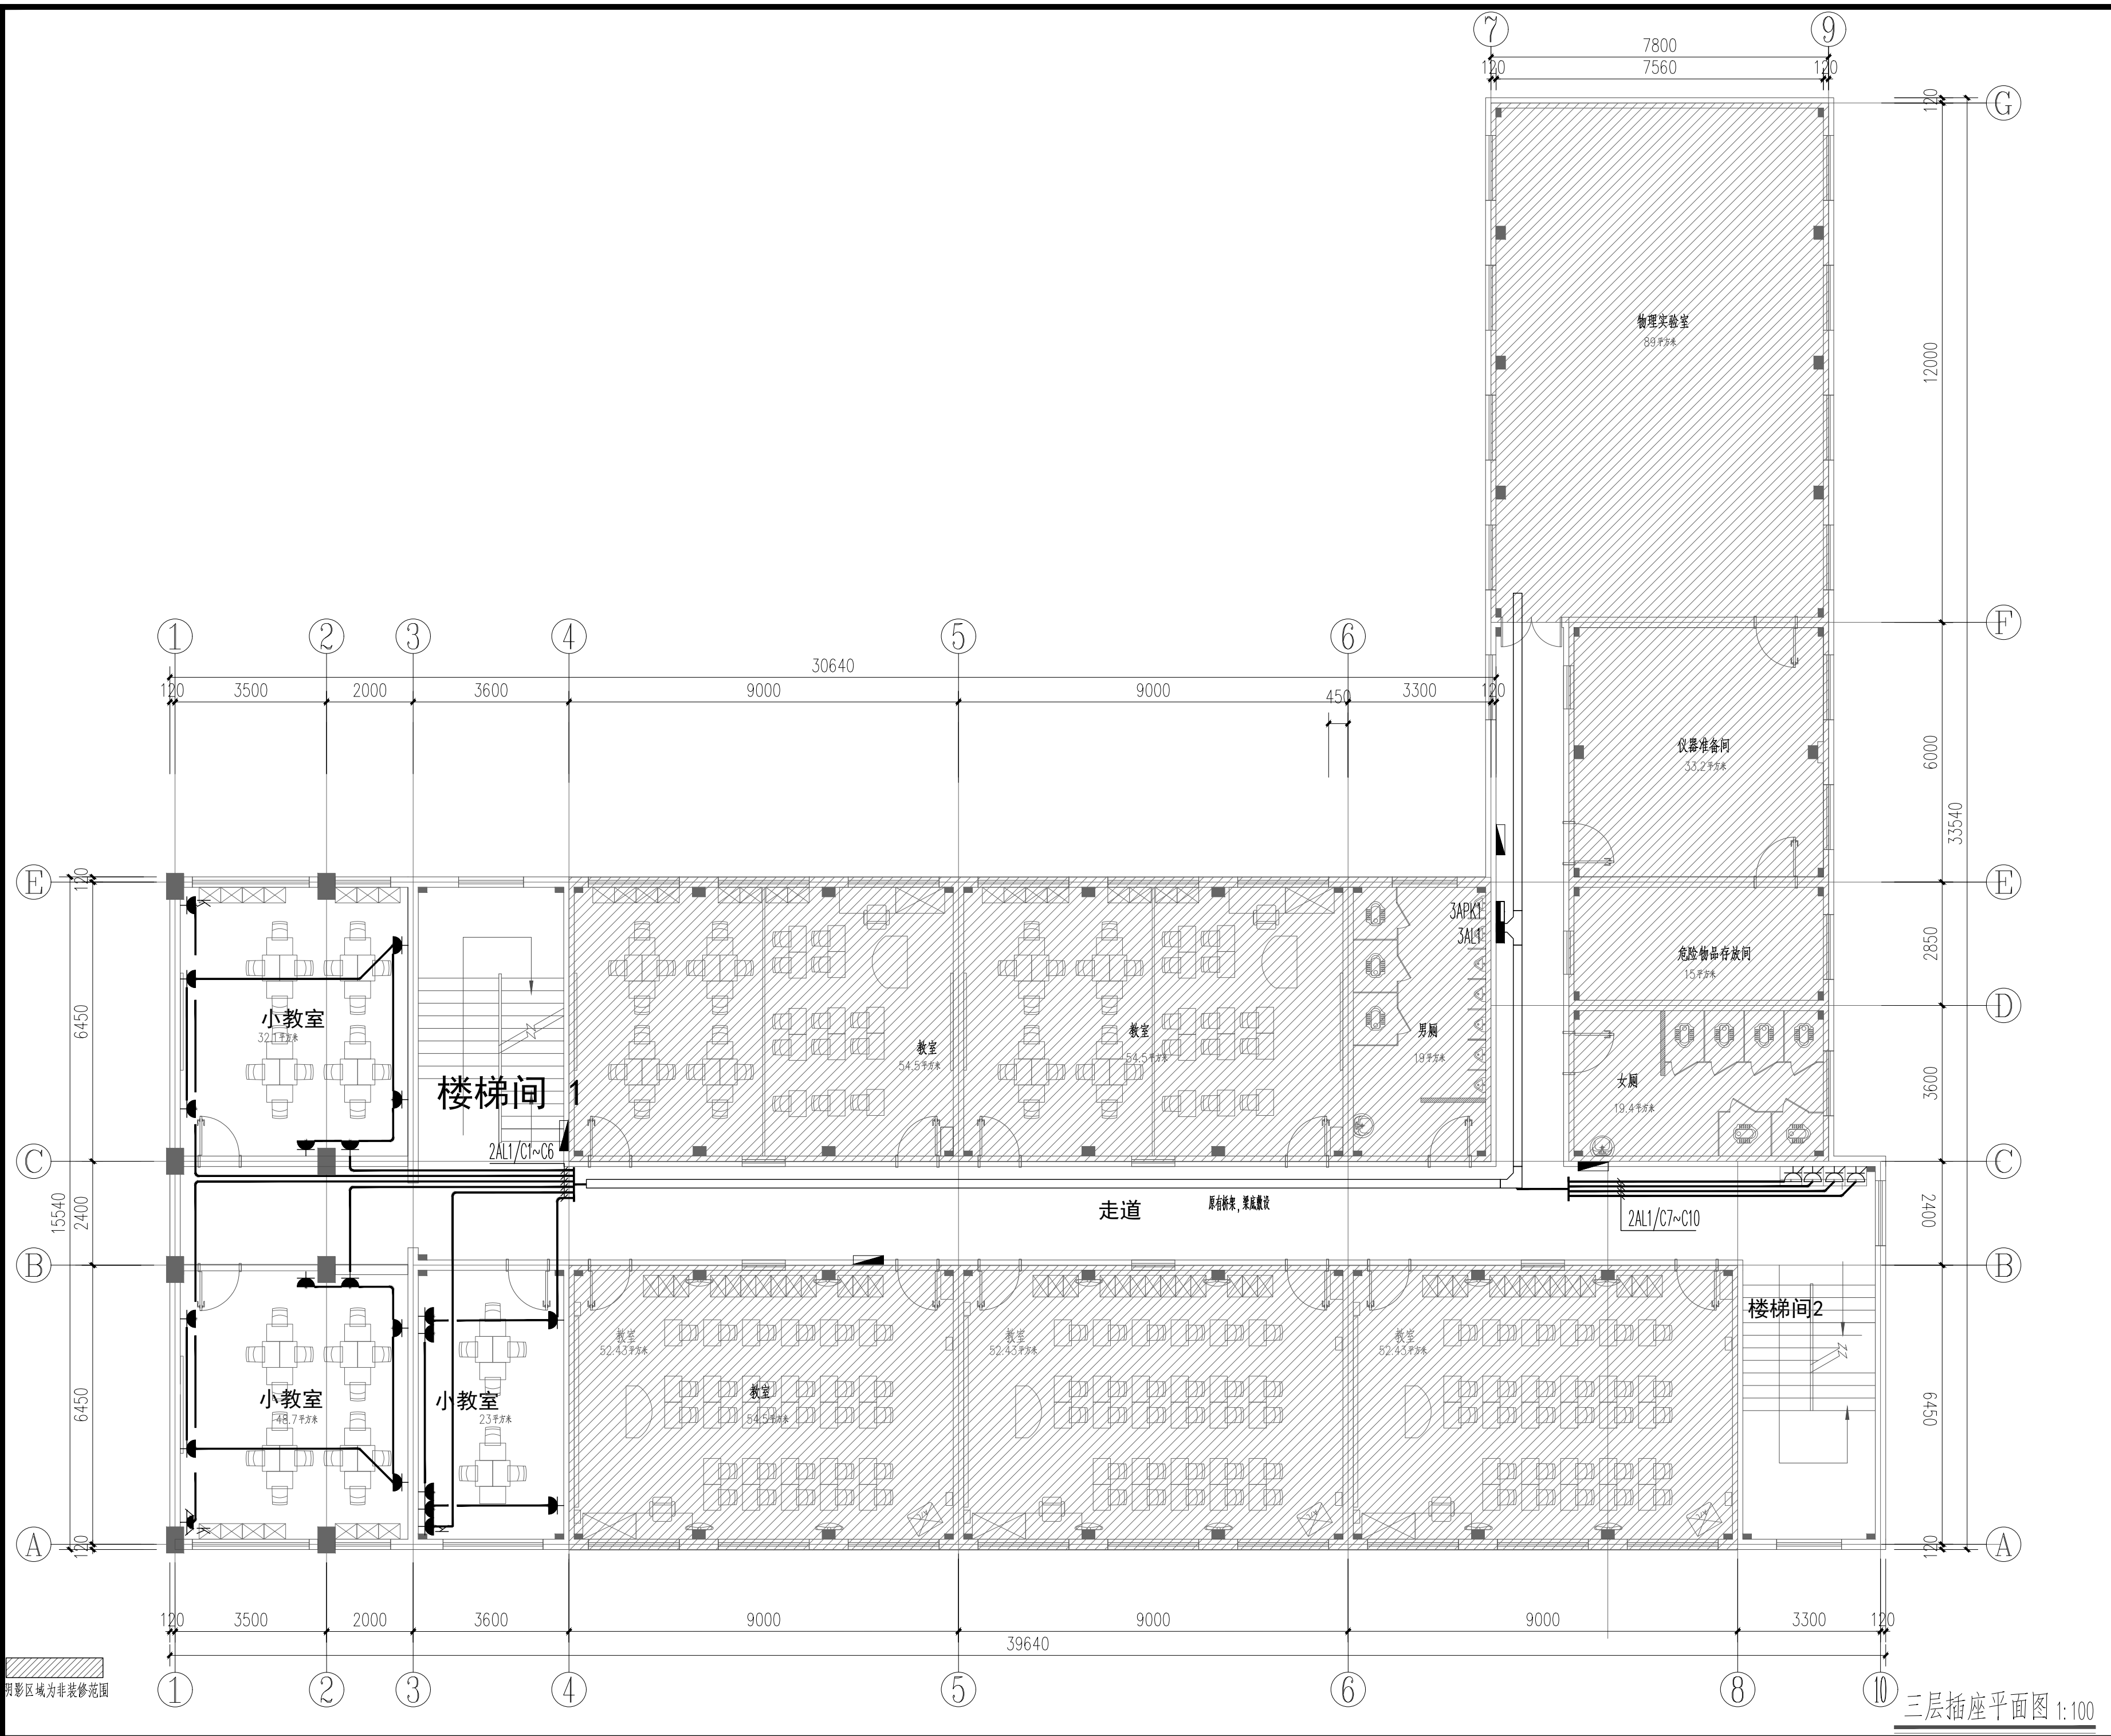 7
9
7800
120
7560
120
G
120
物理实验室
89平方米
12000
1
2
3
4
5
6
F
30640
120
3500
2000
3600
9000
9000
450
3300
120
仪器准备间
33.2平方米
6000
33540
E
120
E
3APK1
3AL1
K
危险物品存放间
15平方米
2850
D
小教室
32.1平方米
6450
教室
54.5平方米
教室
54.5平方米
男厕
19平方米
楼梯间 1
女厕
19.4平方米
3600
2AL1/C1~C6
C
C
15540
2400
走道
原有桥架，梁底敷设
2AL1/C7~C10
2400
B
B
楼梯间2
教室
52.43平方米
教室
52.43平方米
教室
52.43平方米
小教室
48.7平方米
小教室
23平方米
教室
54.5平方米
6450
6450
K
K
A
120
120
A
120
3500
2000
3600
9000
9000
9000
3300
120
39640
阴影区域为非装修范围
1
2
3
4
5
6
8
10
三层插座平面图 1:100